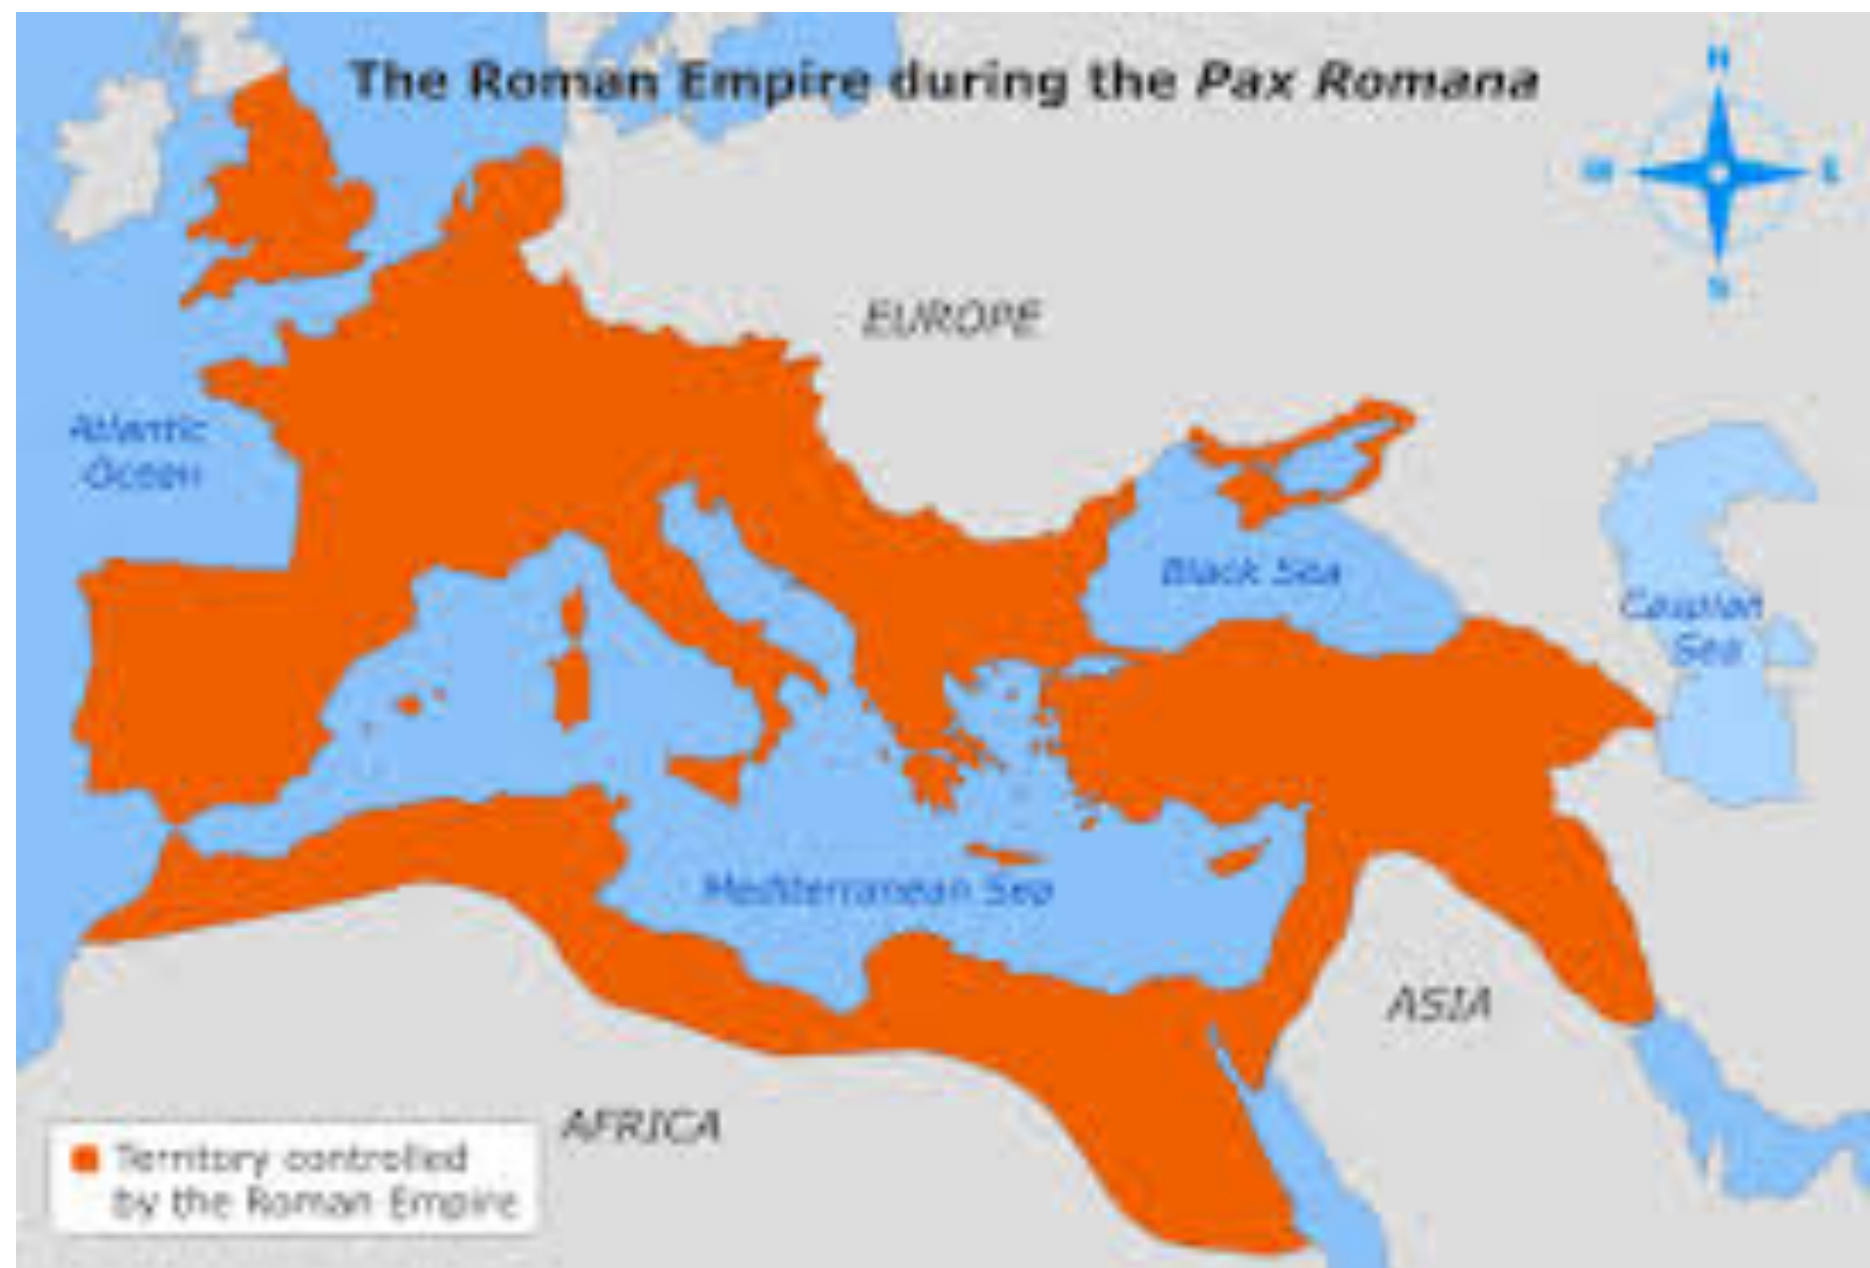 The Roman Empire during the Pax Romana
N
W
E
S
EUROPE
Atlantic
Ocean
Black Sea
Caspian
Sea
Mediterranean Sea
ASIA
AFRICA
Territory controlled
by the Roman Empire